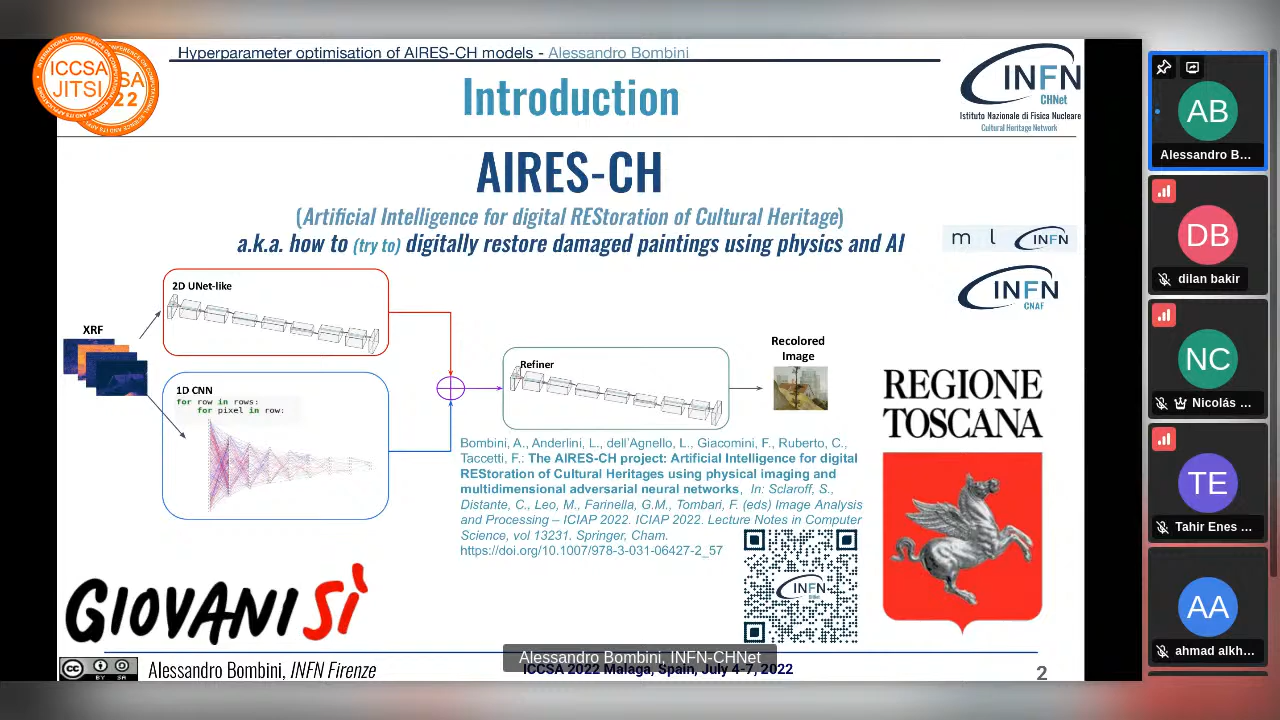 Hyperparameter optimisation of AIRES-CH models - Alessandro Bombini
ICCSA
JITSI
Introduction
INFN
CHNet
Istituto Nazionale di Fisica Nucleare
Cultural Heritage Network
AIRES-CH
(Artificial Intelligence for digital REStoration of Cultural Heritage)
a.k.a. how to (try to) digitally restore damaged paintings using physics and AI
m l INFN
INFN
CNAF
2D UNet-like
XRF
1D CNN
for row in rows:
for pixel in row:
Refiner
Recolored
Image
Bombini, A., Anderlini, L., dell'Agnello, L., Giacomini, F., Ruberto, C.,
Taccetti, F.: The AIRES-CH project: Artificial Intelligence for digital
REStoration of Cultural Heritages using physical imaging and
multidimensional adversarial neural networks, In: Sclaroff, S.,
Distante, C., Leo, M., Farinella, G.M., Tombari, F. (eds) Image Analysis
and Processing – ICIAP 2022. ICIAP 2022. Lecture Notes in Computer
Science, vol 13231. Springer, Cham.
https://doi.org/10.1007/978-3-031-06427-2_57
INFN
REGIONE
TOSCANA
GIOVANISÌ
BY SA
Alessandro Bombini, INFN Firenze
Alessandro Bombini, INFN-CHNet
ICCSA 2022 Malaga, Spain, July 4-7, 2022
2
AB
Alessandro B...
DB
dilan bakir
NC
Nicolás ...
TE
Tahir Enes ...
AA
ahmad alkh...